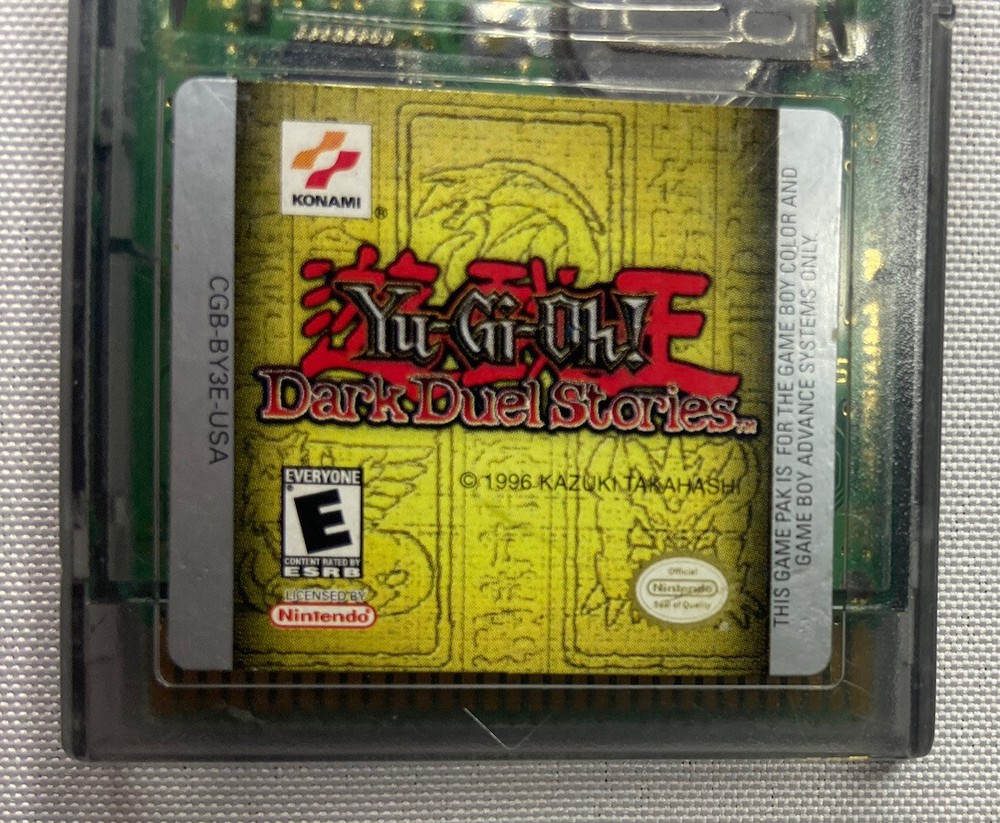 KONAMI
®
遊戯王
Yu-Gi-Oh!
Dark Duel Stories™
© 1996 KAZUKI TAKAHASHI
EVERYONE
E
CONTENT RATED BY
ESRB
LICENSED BY
Nintendo
Official
Nintendo
Seal of Quality
CGB-BY3E-USA
THIS GAME PAK IS FOR THE GAME BOY COLOR AND
GAME BOY ADVANCE SYSTEMS ONLY.